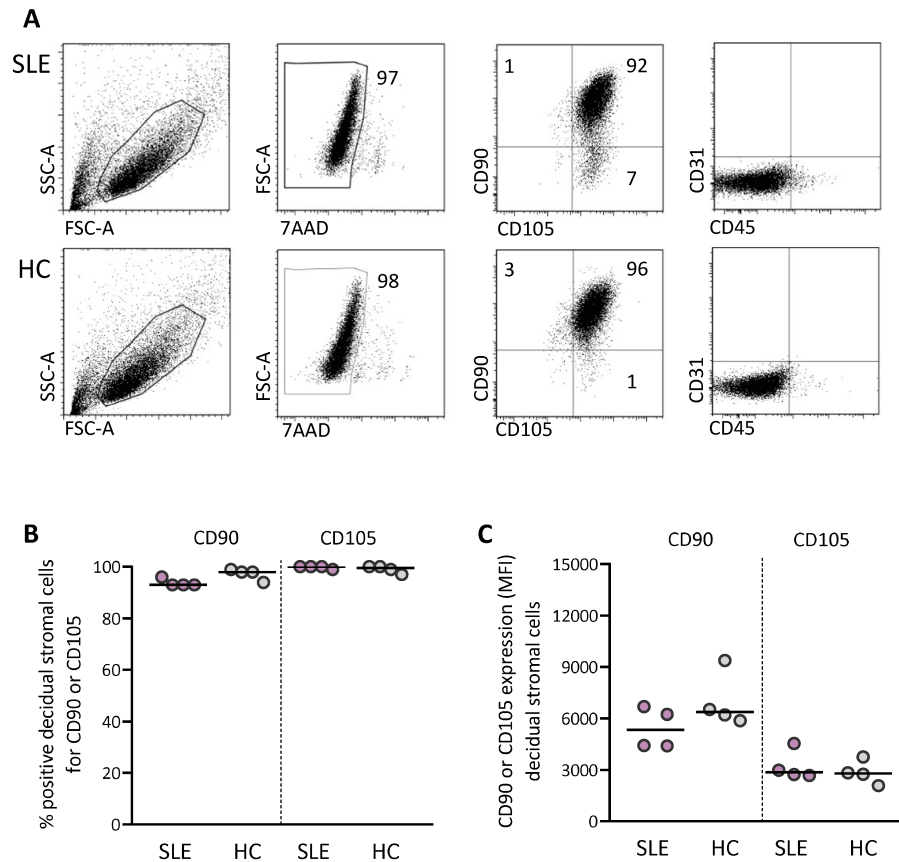 A
SLE
SSC-A
FSC-A
FSC-A
97
7AAD
CD90
1
92
7
CD105
CD31
CD45
HC
SSC-A
FSC-A
FSC-A
98
7AAD
CD90
3
96
1
CD105
CD31
CD45
B
CD90
CD105
% positive decidual stromal cells
for CD90 or CD105
100
80
60
40
20
0
SLE
HC
SLE
HC
C
CD90
CD105
CD90 or CD105 expression (MFI)
decidual stromal cells
15000
12000
9000
6000
3000
0
SLE
HC
SLE
HC